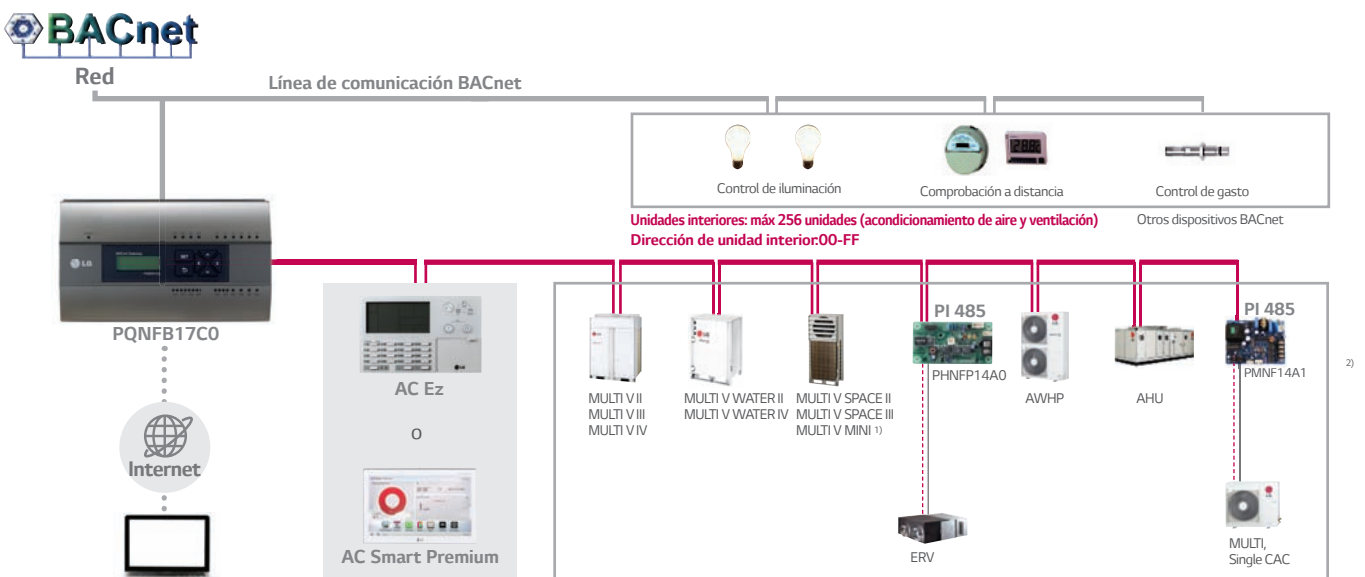 BACnet
Red
Línea de comunicación BACnet
Control de iluminación
Comprobación a distancia
Control de gasto
Unidades interiores: máx 256 unidades (acondicionamiento de aire y ventilación)
Otros dispositivos BACnet
Dirección de unidad interior:00-FF
LG
SET
PQNFB17C0
Internet
AC Ez
O
AC Smart Premium
MULTI V II
MULTI V III
MULTI V IV
MULTI V WATER II
MULTI V WATER IV
MULTI V SPACE II
MULTI V SPACE III
MULTI V MINI 1)
PI 485
PHNFP14A0
ERV
AWHP
AHU
PI 485
PMNF14A1
2)
MULTI,
Single CAC